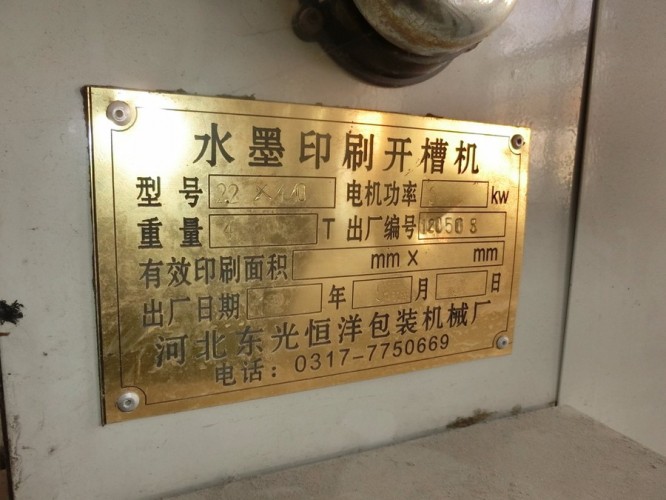 水墨印刷开槽机
型号 电机功率 kw
重量 T 出厂编号
有效印刷面积 mm x mm
出厂日期 年 月 日
河北东光恒洋包装机械厂
电话：0317-7750669